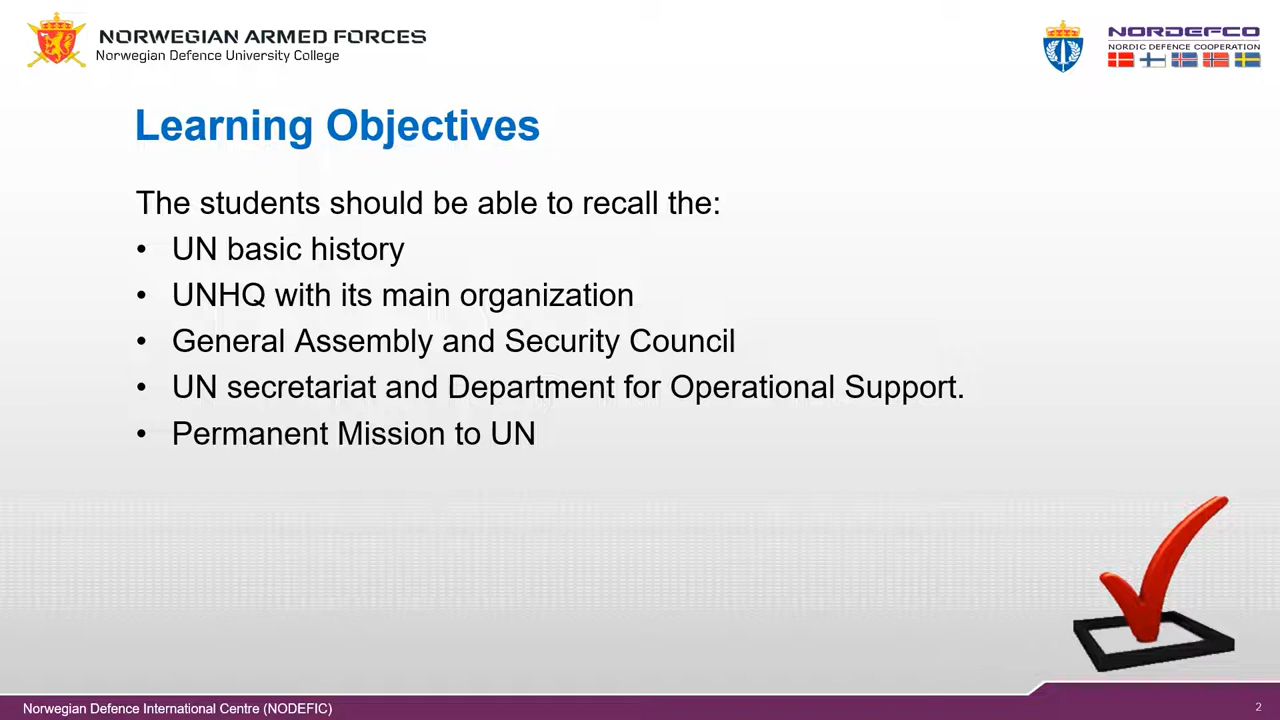 NORWEGIAN ARMED FORCES
Norwegian Defence University College
NORDEFCO
NORDIC DEFENCE COOPERATION
Learning Objectives
The students should be able to recall the:
• UN basic history
• UNHQ with its main organization
• General Assembly and Security Council
• UN secretariat and Department for Operational Support.
• Permanent Mission to UN
Norwegian Defence International Centre (NODEFIC)
2